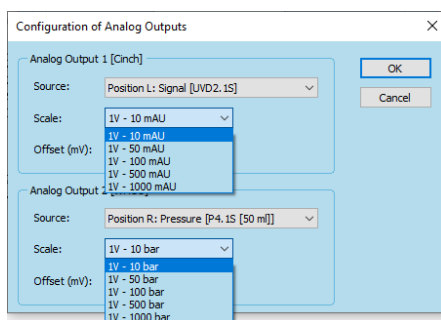 Configuration of Analog Outputs
Analog Output 1 [Cinch]
OK
Source: Position L: Signal [UVD2.1S]
Cancel
Scale: 1V - 10 mAU
1V - 10 mAU
Offset (mV): 1V - 50 mAU
1V - 100 mAU
1V - 500 mAU
1V - 1000 mAU
Analog Output 2
Source: Position R: Pressure [P4.1S [50 ml]]
Scale: 1V - 10 bar
1V - 10 bar
Offset (mV): 1V - 50 bar
1V - 100 bar
1V - 500 bar
1V - 1000 bar